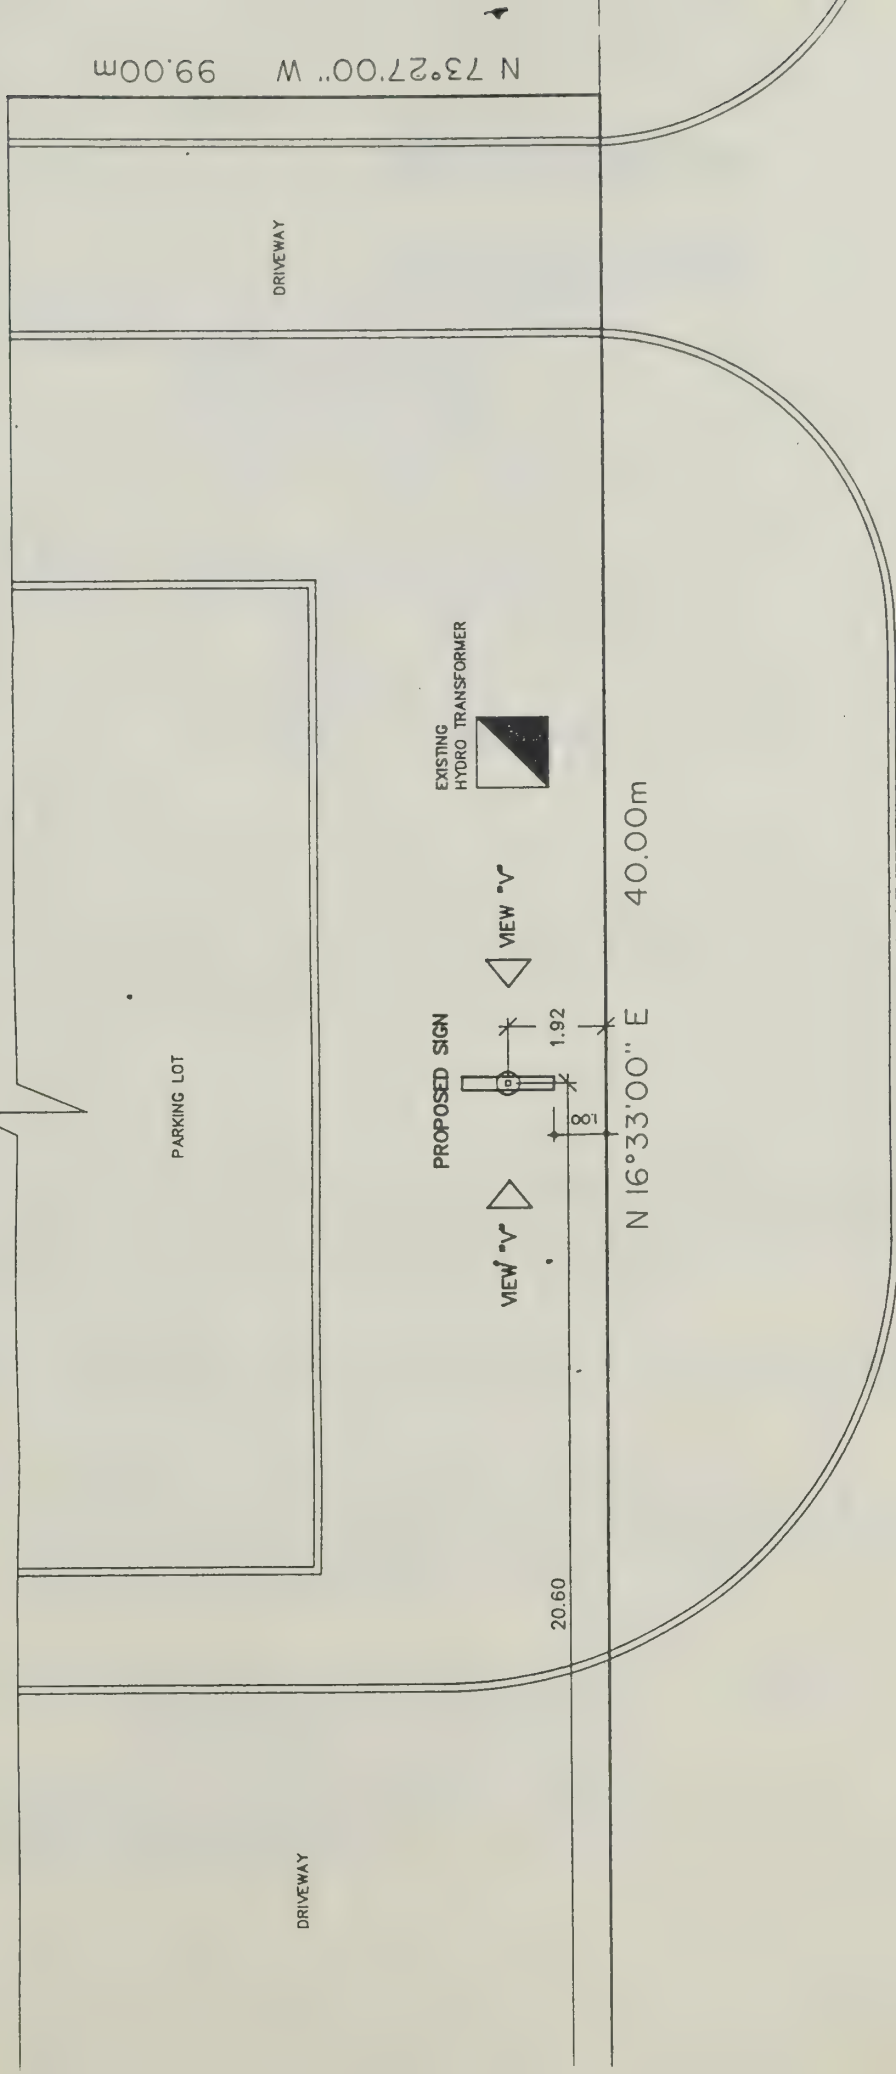 N 73°27'00" W 99.00m
DRIVEWAY
PARKING LOT
EXISTING
HYDRO TRANSFORMER
PROPOSED SIGN
VIEW "V"
VIEW "V"
1.92
20.60
N 16°33'00" E 40.00m
DRIVEWAY